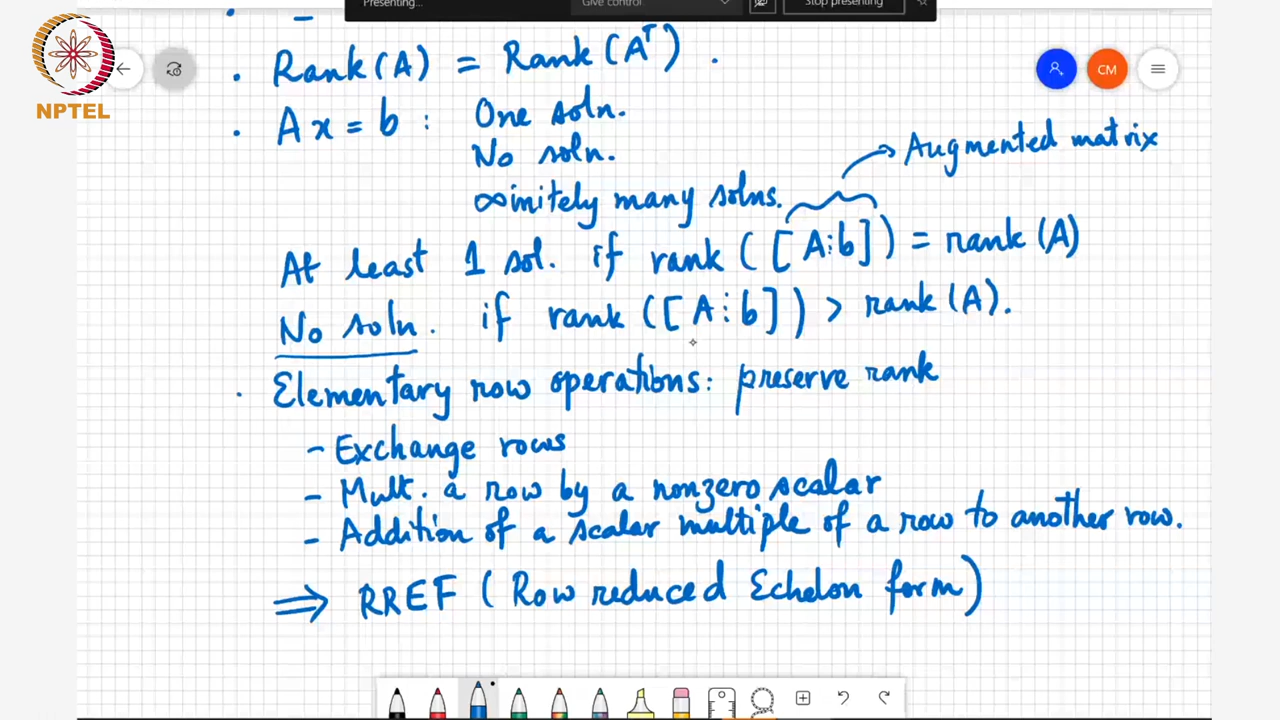 Presenting...
Give control
Stop presenting
NPTEL
CM
. Rank(A) = Rank(Aᵀ).
. Ax = b : One soln.
No soln.
∞initely many solns.
Augmented matrix
At least 1 sol. if rank ([A⋮b]) = rank (A)
No soln. if rank ([A⋮b]) > rank (A).
. Elementary row operations: preserve rank
- Exchange rows
- Mult. a row by a nonzero scalar
- Addition of a scalar multiple of a row to another row.
⇒ RREF (Row reduced Echelon form)